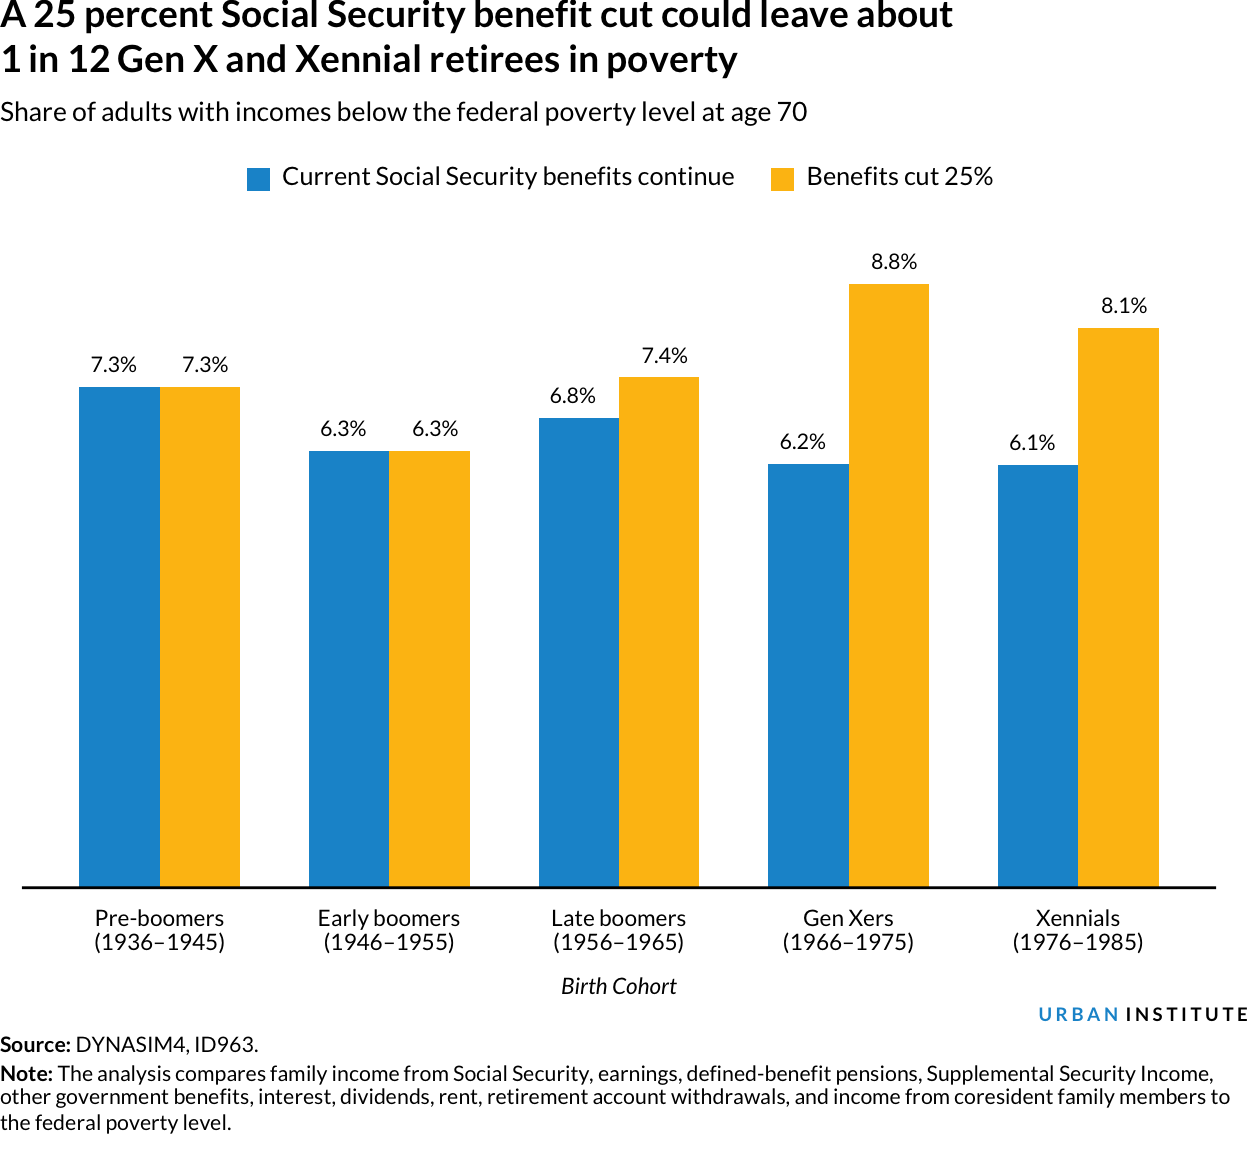 A 25 percent Social Security benefit cut could leave about
1 in 12 Gen X and Xennial retirees in poverty
Share of adults with incomes below the federal poverty level at age 70
Current Social Security benefits continue Benefits cut 25%
7.3% 7.3% 6.3% 6.3% 6.8% 7.4% 6.2% 8.8% 6.1% 8.1%
Pre-boomers Early boomers Late boomers Gen Xers Xennials
(1936–1945) (1946–1955) (1956–1965) (1966–1975) (1976–1985)
Birth Cohort
URBAN INSTITUTE
Source: DYNASIM4, ID963.
Note: The analysis compares family income from Social Security, earnings, defined-benefit pensions, Supplemental Security Income,
other government benefits, interest, dividends, rent, retirement account withdrawals, and income from coresident family members to
the federal poverty level.